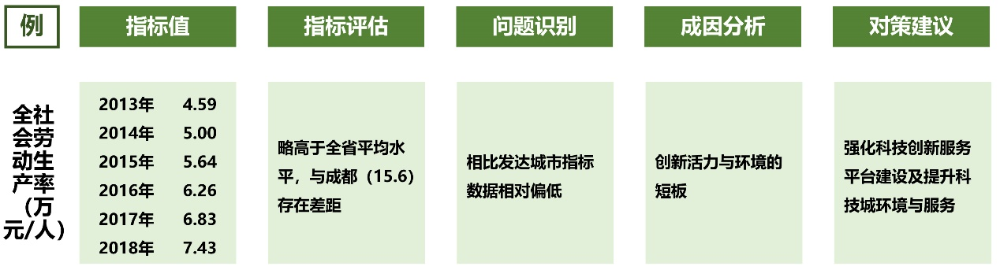 例
指标值
指标评估
问题识别
成因分析
对策建议
全社
会劳
动生
产率
（万
元/人）
2013年 4.59
2014年 5.00
2015年 5.64
2016年 6.26
2017年 6.83
2018年 7.43
略高于全省平均水
平，与成都（15.6）
存在差距
相比发达城市指标
数据相对偏低
创新活力与环境的
短板
强化科技创新服务
平台建设及提升科
技城环境与服务